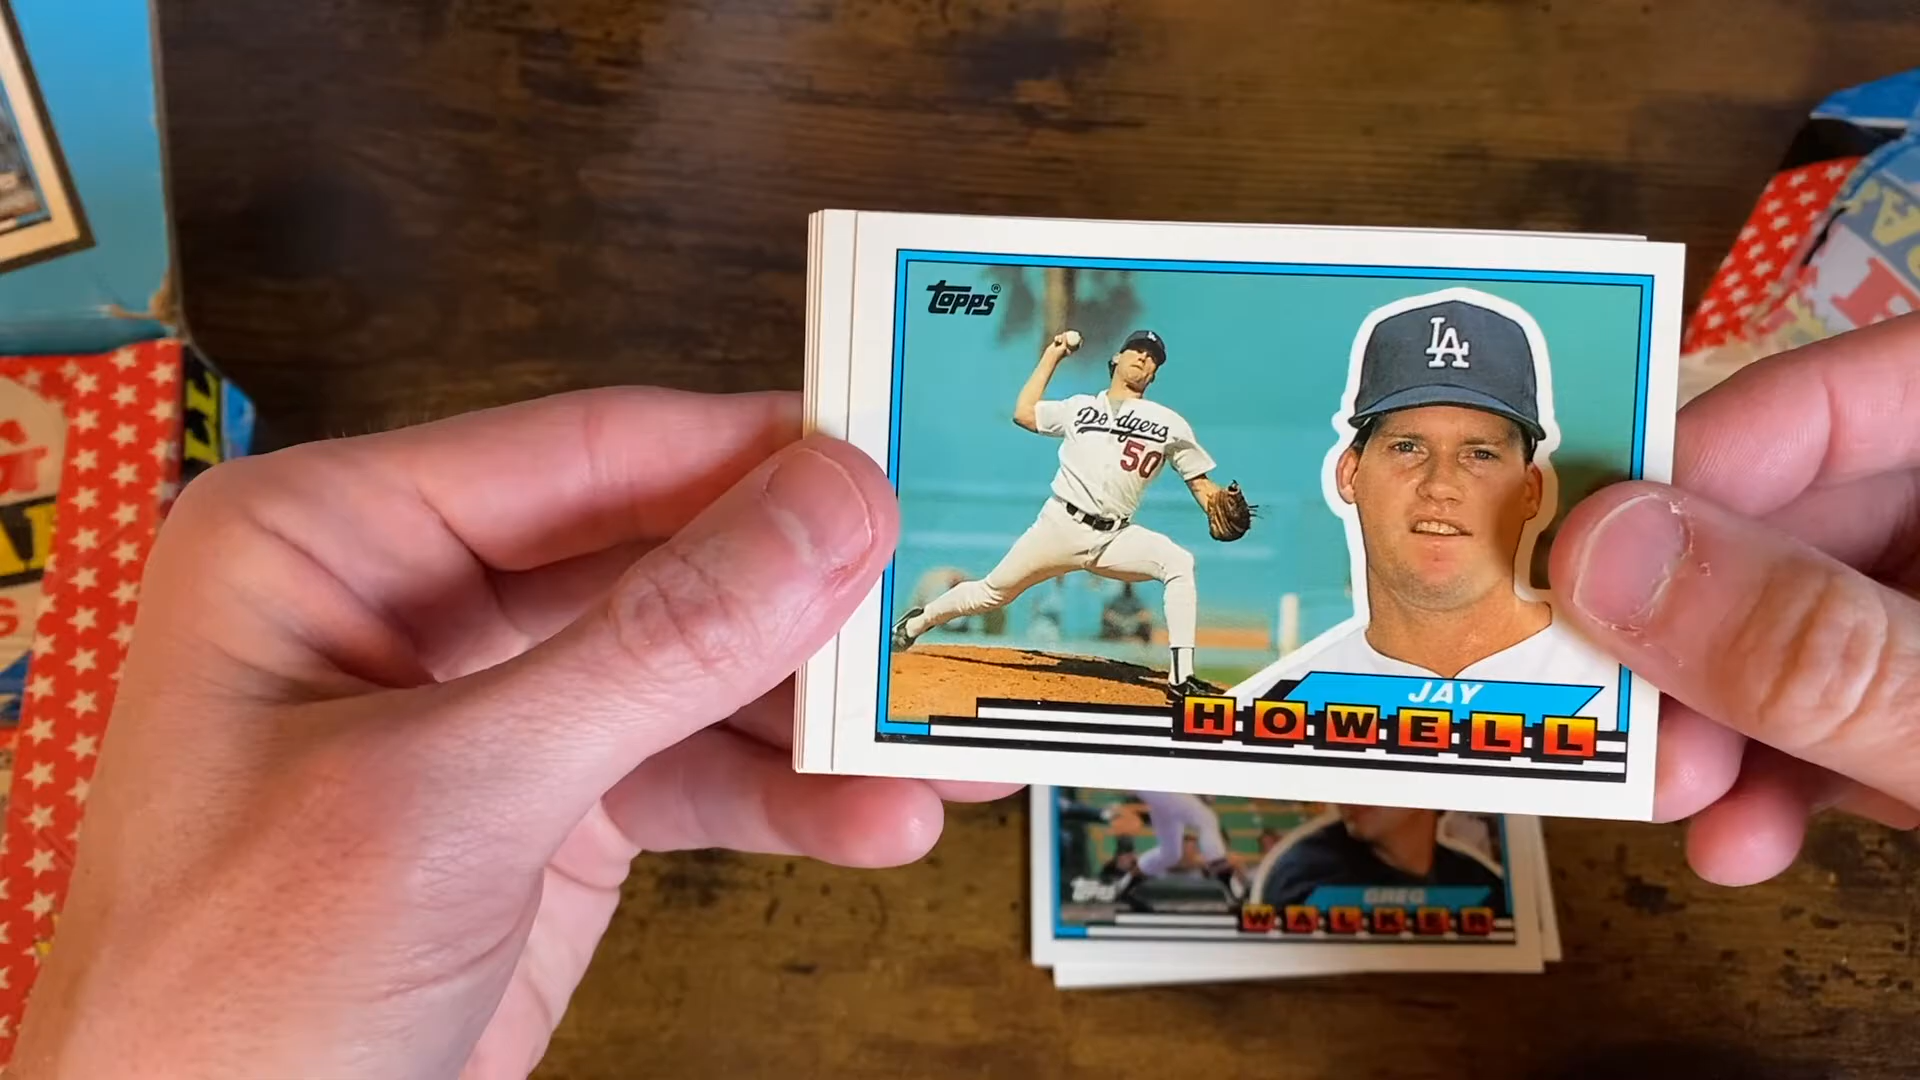 topps®
LA
Dodgers
50
JAY
HOWELL
topps
GREG
WALKER